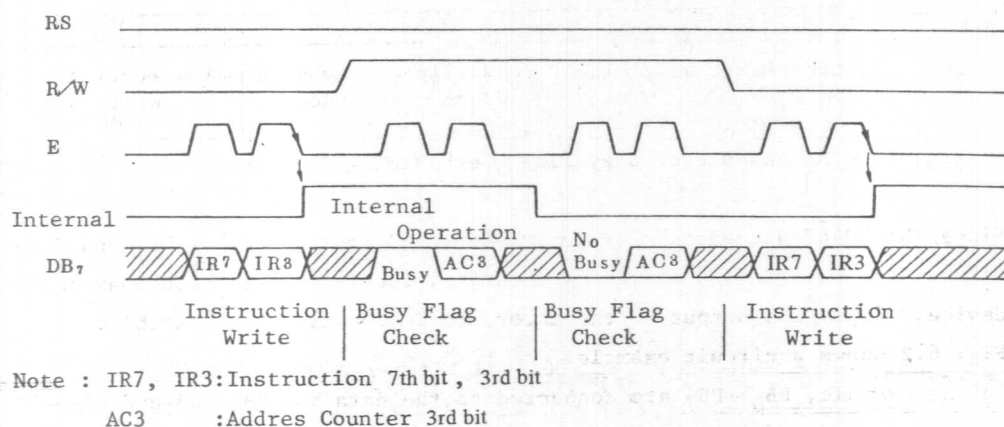 RS
R/W
E
Internal
Internal
Operation
DB7
IR7
IR3
Busy
AC3
No
Busy
AC3
IR7
IR3
Instruction
Write
Busy Flag
Check
Busy Flag
Check
Instruction
Write
Note : IR7, IR3:Instruction 7th bit , 3rd bit
AC3 :Addres Counter 3rd bit